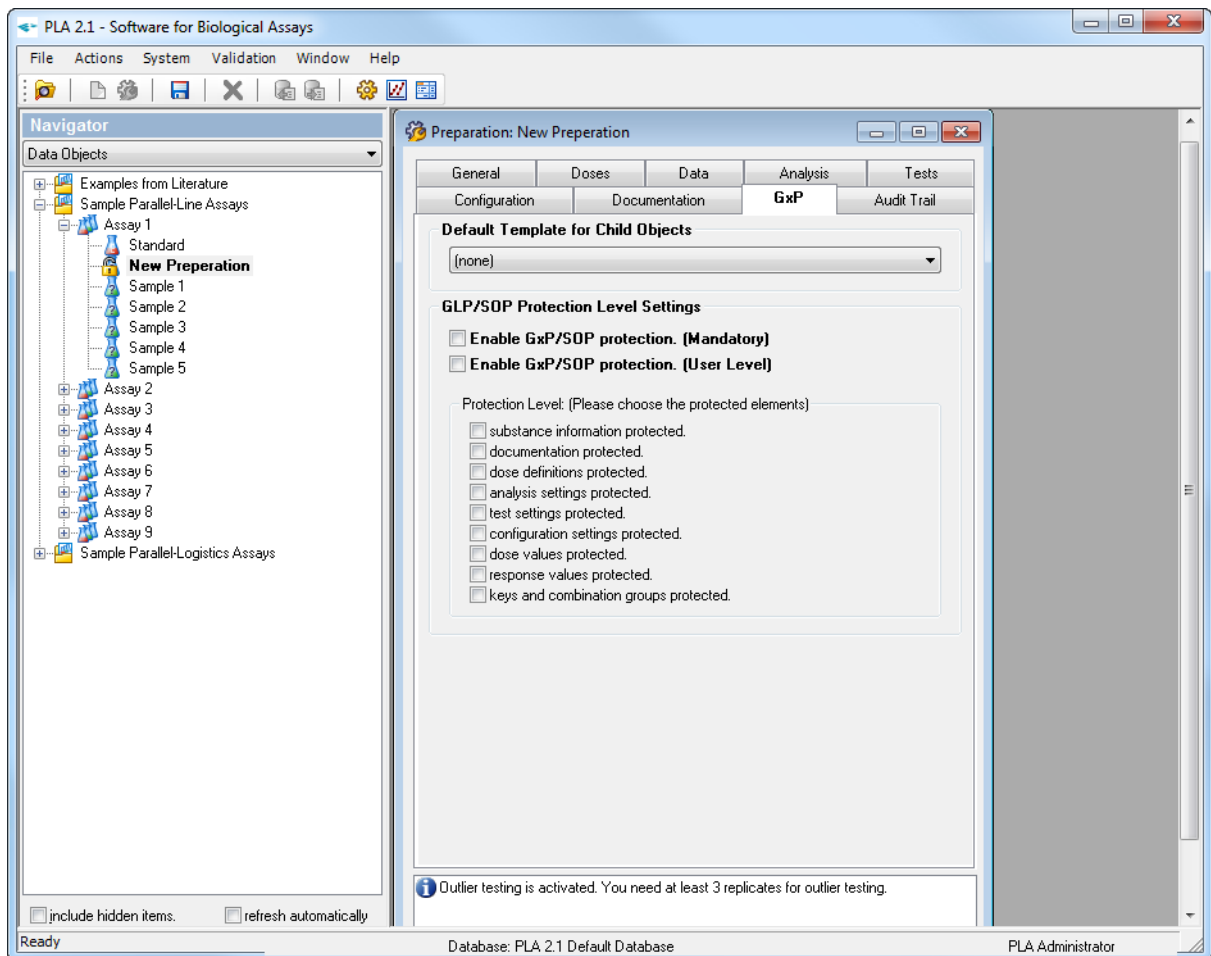 PLA 2.1 - Software for Biological Assays
File Actions System Validation Window Help
Navigator
Data Objects
Examples from Literature
Sample Parallel-Line Assays
Assay 1
Standard
New Preperation
Sample 1
Sample 2
Sample 3
Sample 4
Sample 5
Assay 2
Assay 3
Assay 4
Assay 5
Assay 6
Assay 7
Assay 8
Assay 9
Sample Parallel-Logistics Assays
include hidden items. refresh automatically
Preparation: New Preperation
General Doses Data Analysis Tests
Configuration Documentation GxP Audit Trail
Default Template for Child Objects
(none)
GLP/SOP Protection Level Settings
Enable GxP/SOP protection. (Mandatory)
Enable GxP/SOP protection. (User Level)
Protection Level: (Please choose the protected elements)
substance information protected.
documentation protected.
dose definitions protected.
analysis settings protected.
test settings protected.
configuration settings protected.
dose values protected.
response values protected.
keys and combination groups protected.
Outlier testing is activated. You need at least 3 replicates for outlier testing.
Ready Database: PLA 2.1 Default Database PLA Administrator